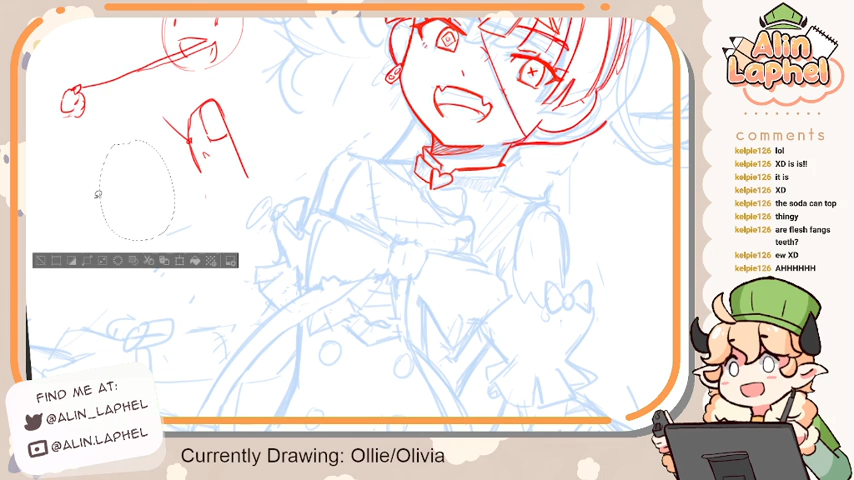 Alin
Laphel
comments
kelpie126 lol
kelpie126 XD is is!!
kelpie126 it is
kelpie126 XD
kelpie126 the soda can top
kelpie126 thingy
kelpie126 are flesh fangs
teeth?
kelpie126 ew XD
kelpie126 AHHHHHH
FIND ME AT:
@ALIN_LAPHEL
@ALIN.LAPHEL
Currently Drawing: Ollie/Olivia